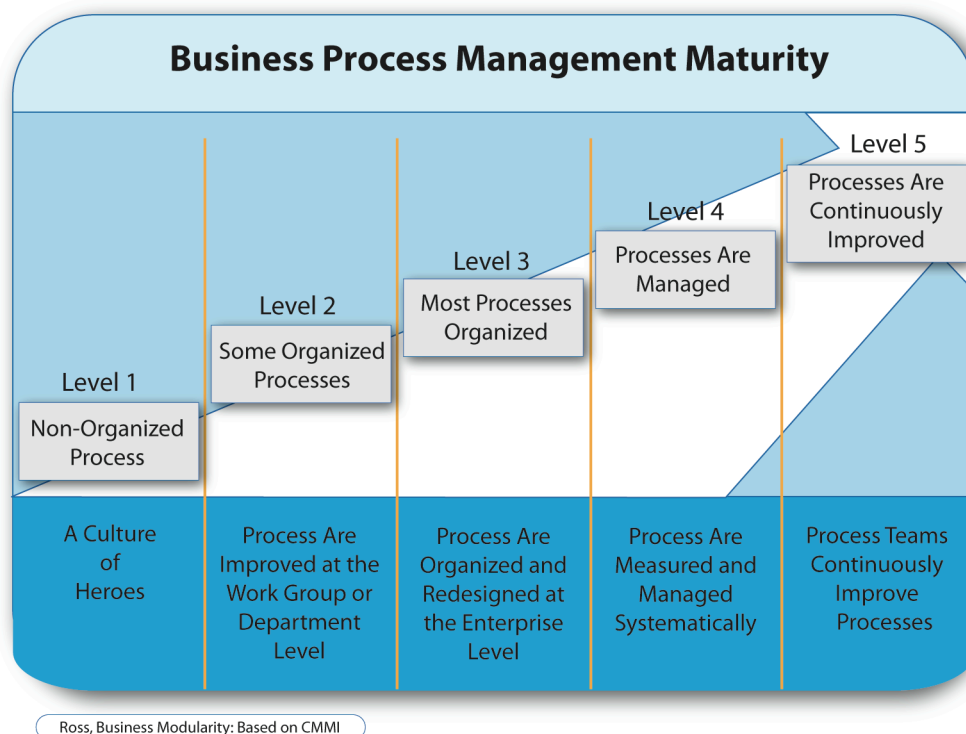 Business Process Management Maturity
Level 1
Non-Organized
Process
A Culture
of
Heroes
Level 2
Some Organized
Processes
Process Are
Improved at the
Work Group or
Department
Level
Level 3
Most Processes
Organized
Process Are
Organized and
Redesigned at
the Enterprise
Level
Level 4
Processes Are
Managed
Process Are
Measured and
Managed
Systematically
Level 5
Processes Are
Continuously
Improved
Process Teams
Continuously
Improve
Processes
Ross, Business Modularity: Based on CMMI